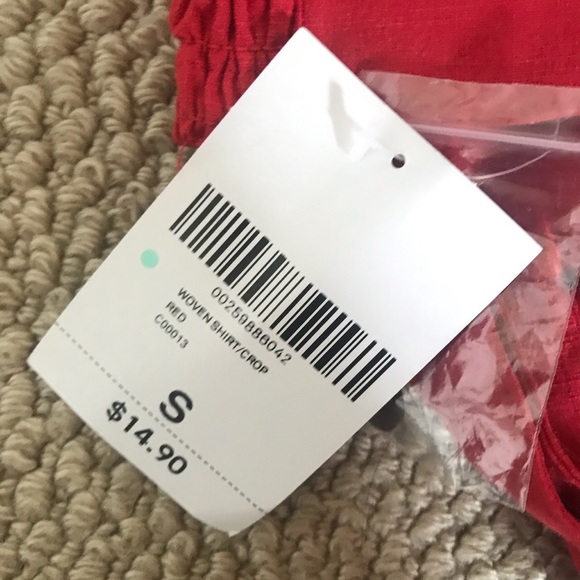 00259886042
WOVEN SHIRT/CROP
RED
C00013
S
$14.90